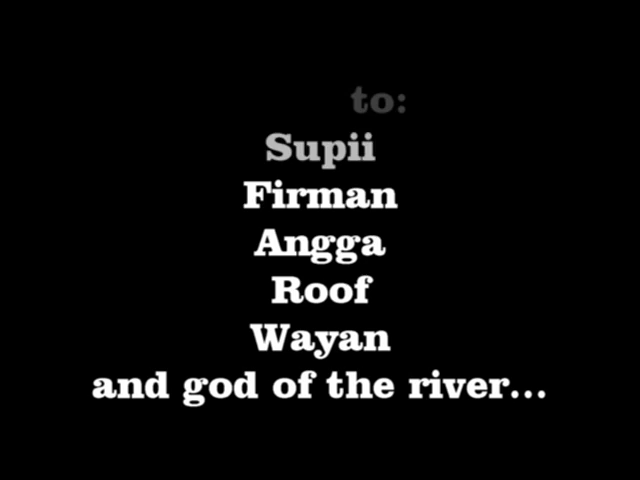 to:
Supii
Firman
Angga
Roof
Wayan
and god of the river...